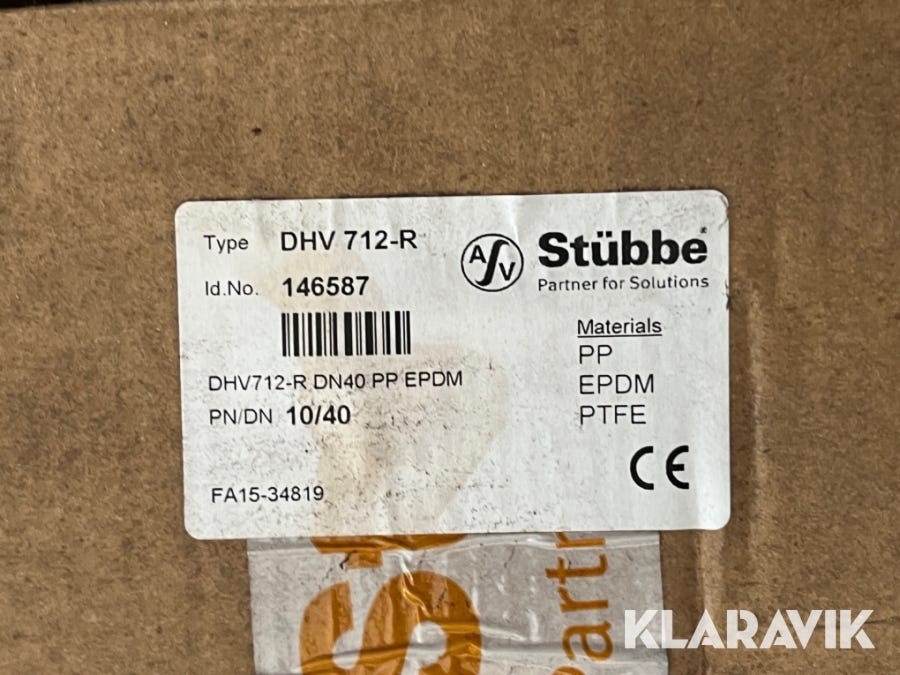 Type DHV 712-R
Id.No. 146587
DHV712-R DN40 PP EPDM
PN/DN 10/40
FA15-34819
ASV Stübbe
Partner for Solutions
Materials
PP
EPDM
PTFE
CE
KLARAVIK